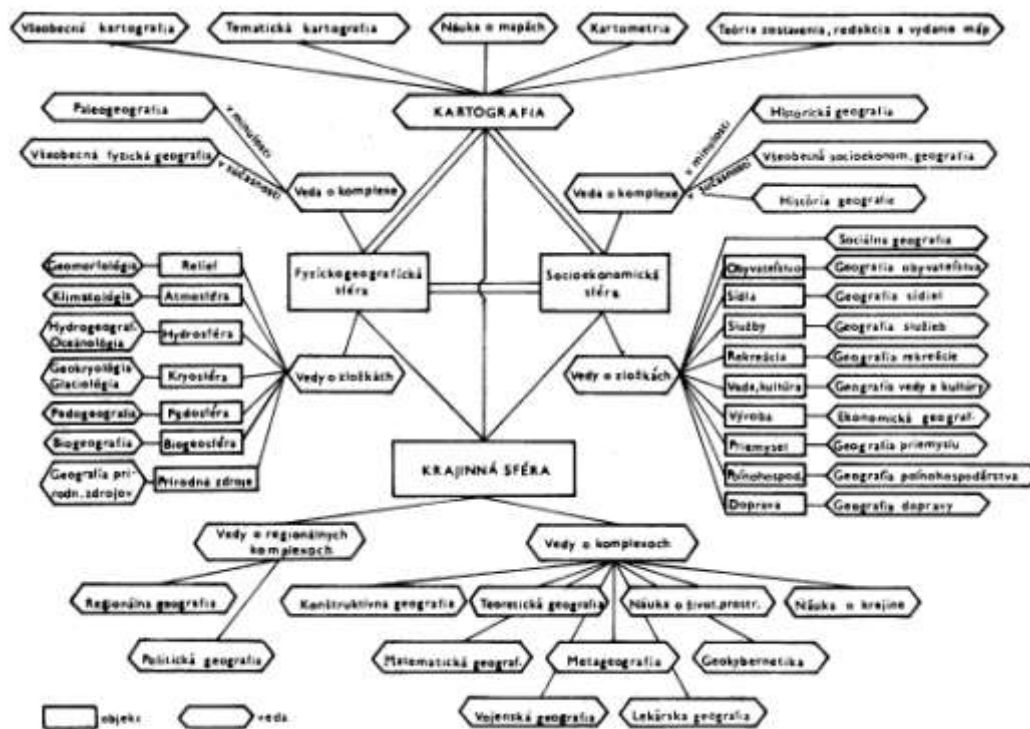 Všeobecná kartografia
Tematická kartografia
Náuka o mapách
Kartometria
Teória zostavenia, redakcia a vydanie máp
KARTOGRAFIA
Paleogeografia
v minulosti
Všeobecná fyzická geografia
v súčasnosti
Veda o komplexe
Historická geografia
v minulosti
Všeobecná socioekonom. geografia
v súčasnosti
Veda o komplexe
História geografie
Fyzickogeografická
sféra
Socioekonomická
sféra
Geomorfológia
Reliéf
Klimatológia
Atmosféra
Hydrogeograf.
Oceánológia
Hydrosféra
Geokryológia
Glaciológia
Kryosféra
Pedogeografia
Pedosféra
Biogeografia
Biogeosféra
Geografia prí-
rodn. zdrojov
Prírodné zdroje
Vedy o zložkách
Vedy o zložkách
Sociálna geografia
Obyvateľstvo
Geografia obyvateľstva
Sídla
Geografia sídiel
Služby
Geografia služieb
Rekreácia
Geografia rekreácie
Veda, kultúra
Geografia vedy a kultúry
Výroba
Ekonomická geograf.
Priemysel
Geografia priemyslu
Poľnohospod.
Geografia poľnohospodárstva
Doprava
Geografia dopravy
KRAJINNÁ SFÉRA
Vedy o regionálnych
komplexoch
Vedy o komplexoch
Regionálna geografia
Konštruktívna geografia
Teoretická geografia
Náuka o život. prostr.
Náuka o krajine
Politická geografia
Matematická geograf.
Metageografia
Geokybernetika
Vojenská geografia
Lekárska geografia
objekt
veda